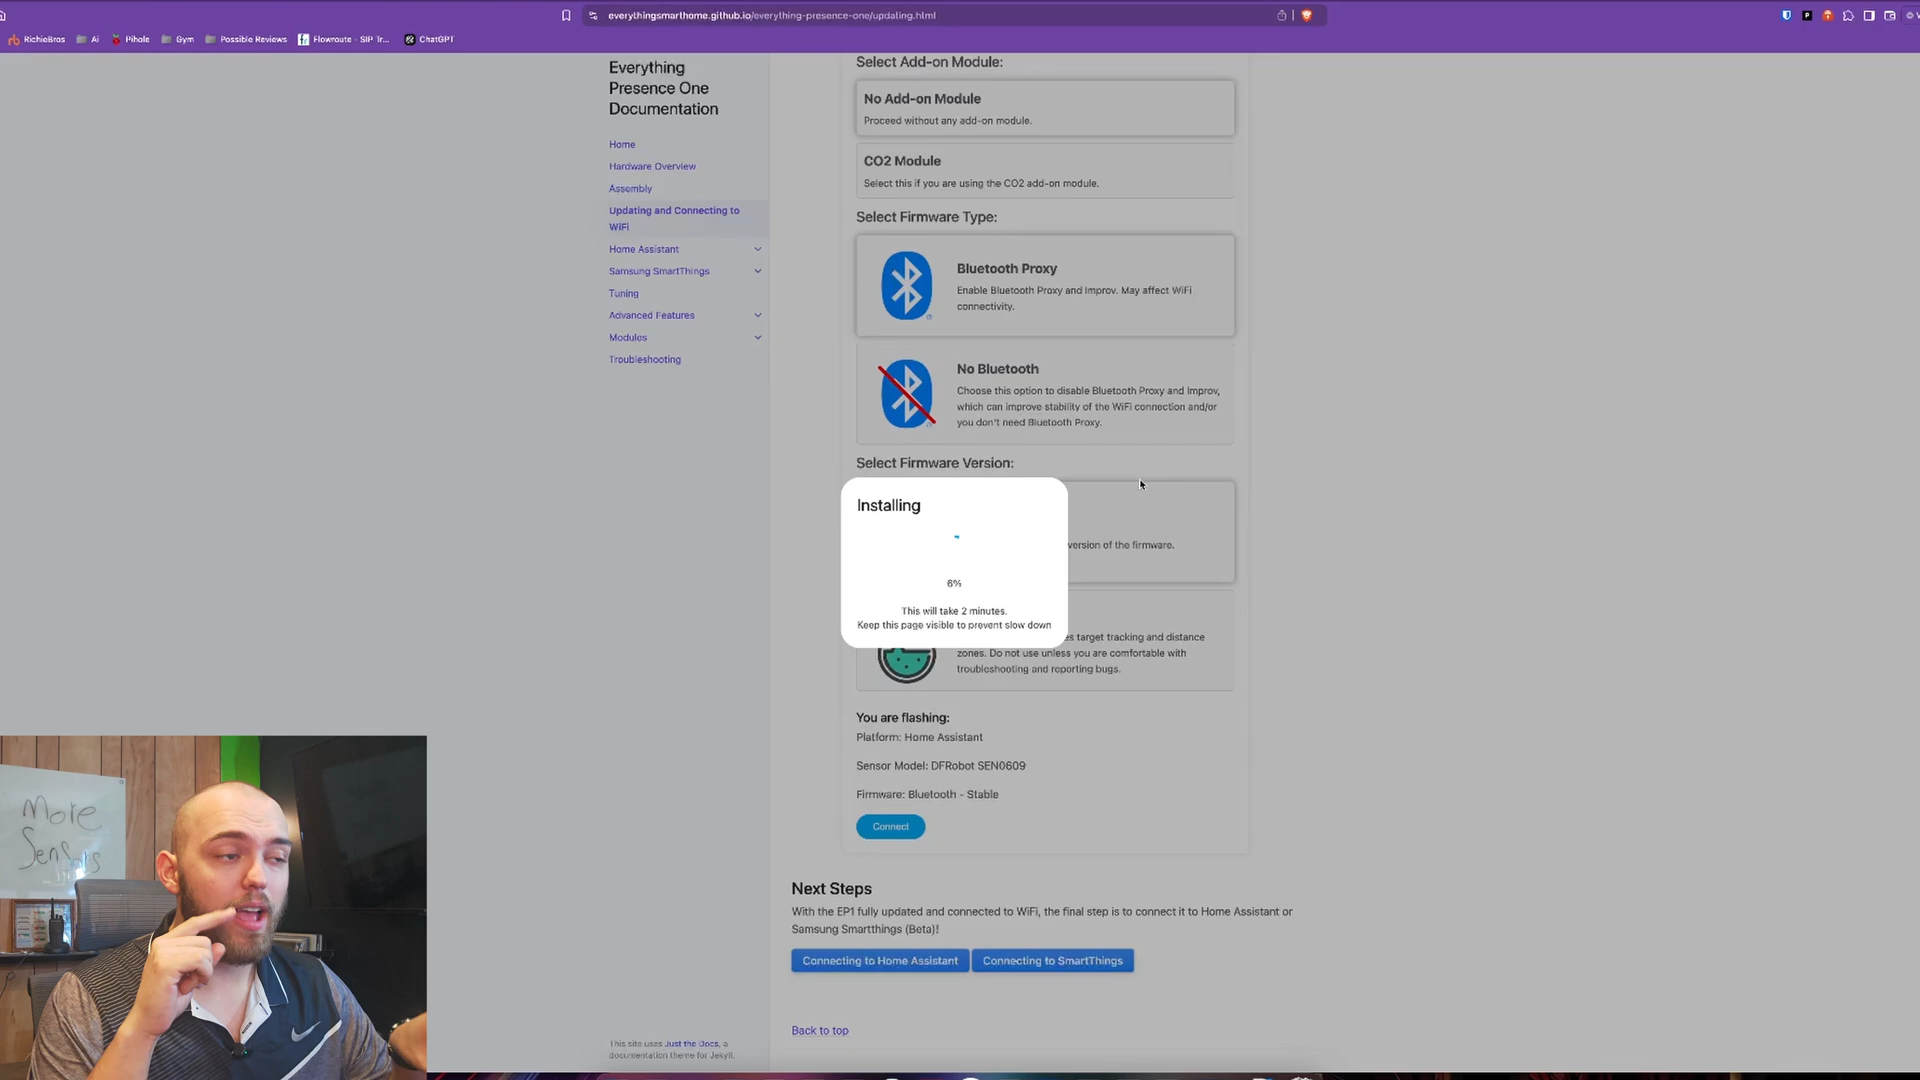 everythingsmarthome.github.io/everything-presence-one/updating.html
RichieBros
Ai
Pihole
Gym
Possible Reviews
Flowroute - SIP Tr...
ChatGPT
Everything
Presence One
Documentation
Home
Hardware Overview
Assembly
Updating and Connecting to
WiFi
Home Assistant
Samsung SmartThings
Tuning
Advanced Features
Modules
Troubleshooting
Select Add-on Module:
No Add-on Module
Proceed without any add-on module.
CO2 Module
Select this if you are using the CO2 add-on module.
Select Firmware Type:
Bluetooth Proxy
Enable Bluetooth Proxy and Improv. May affect WiFi
connectivity.
No Bluetooth
Choose this option to disable Bluetooth Proxy and Improv,
which can improve stability of the WiFi connection and/or
you don't need Bluetooth Proxy.
Select Firmware Version:
Installing
version of the firmware.
6%
This will take 2 minutes.
Keep this page visible to prevent slow down
es target tracking and distance
zones. Do not use unless you are comfortable with
troubleshooting and reporting bugs.
You are flashing:
Platform: Home Assistant
Sensor Model: DFRobot SEN0609
Firmware: Bluetooth - Stable
Connect
Next Steps
With the EP1 fully updated and connected to WiFi, the final step is to connect it to Home Assistant or
Samsung Smartthings (Beta)!
Connecting to Home Assistant
Connecting to SmartThings
Back to top
This site uses Just the Docs, a
documentation theme for Jekyll.
More
Sensors